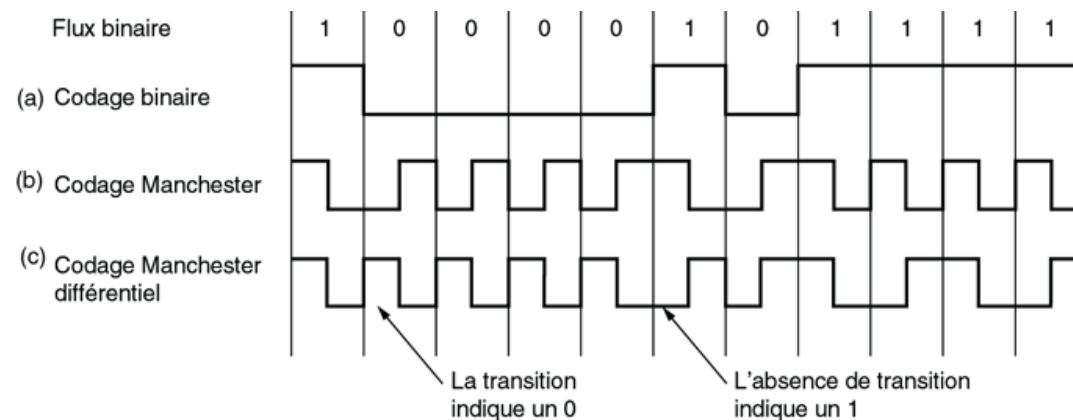 Flux binaire 1 0 0 0 0 1 0 1 1 1 1
(a) Codage binaire
(b) Codage Manchester
(c) Codage Manchester
différentiel
La transition
indique un 0
L'absence de transition
indique un 1